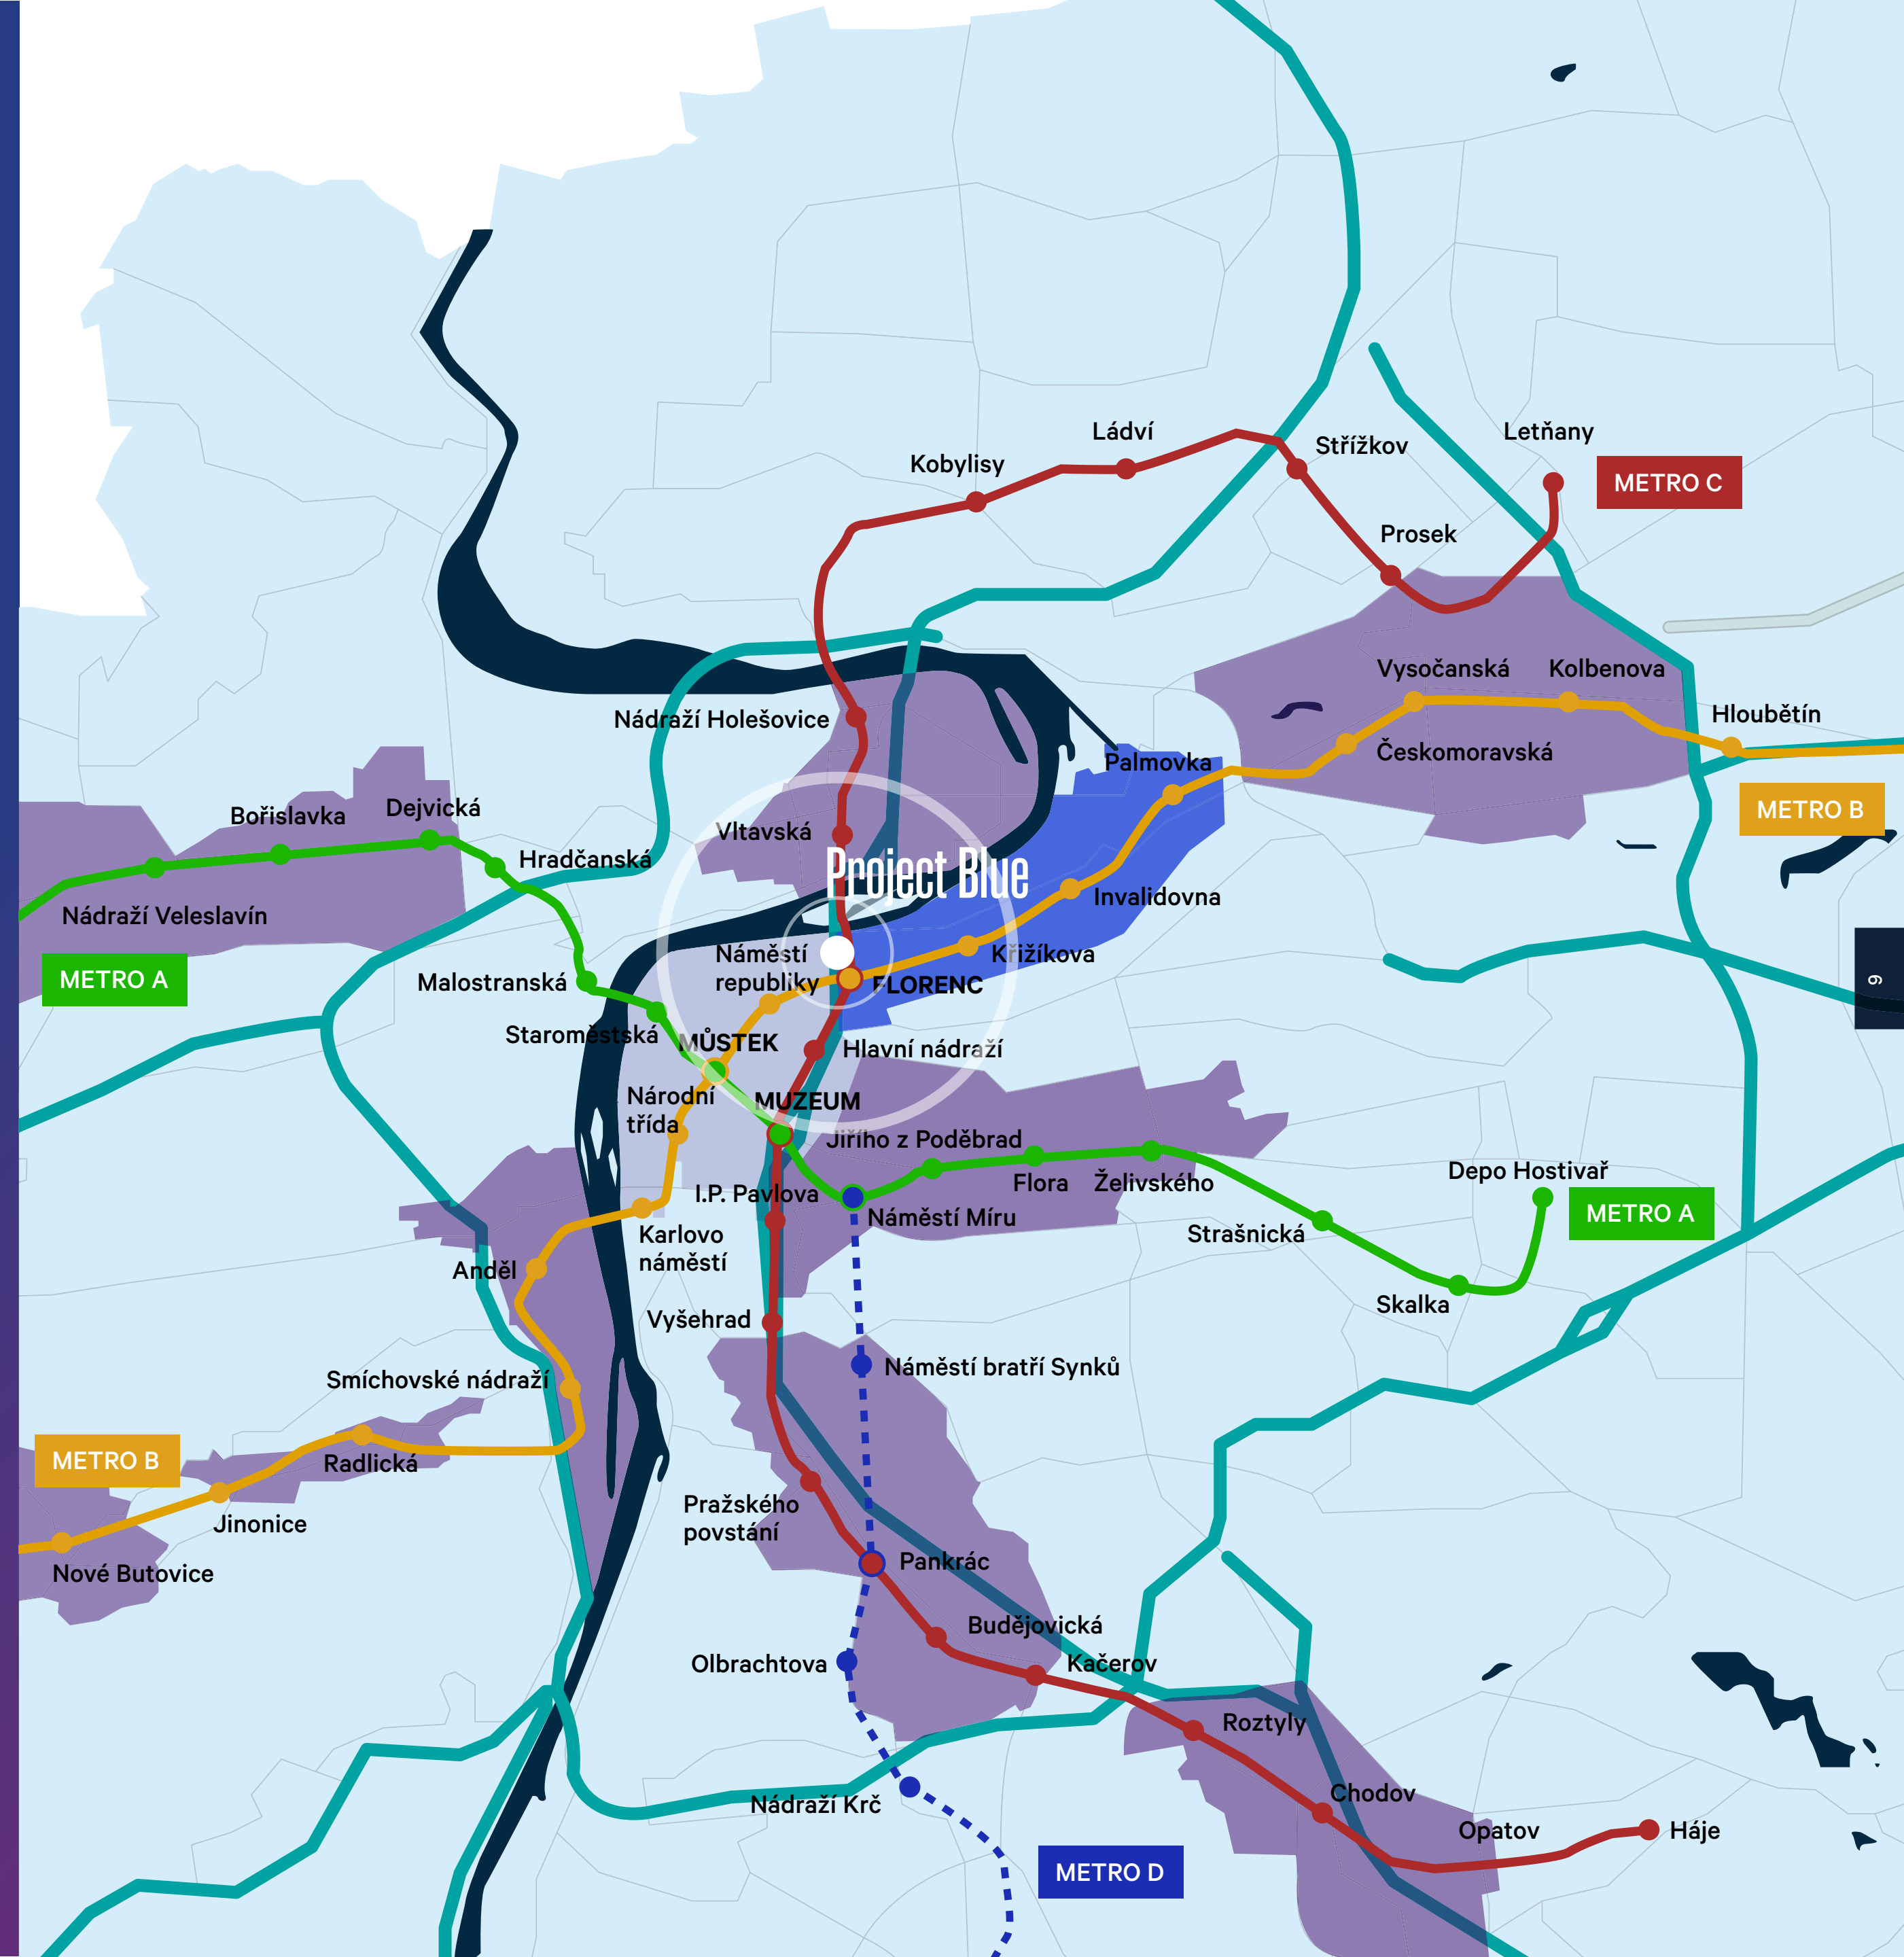 Ládví
Letňany
Střížkov
Kobylisy
METRO C
Prosek
Vysočanská
Kolbenova
Nádraží Holešovice
Hloubětín
Českomoravská
Palmovka
Dejvická
Bořislavka
METRO B
Vltavská
Hradčanská
Project Blue
Invalidovna
Nádraží Veleslavín
Náměstí
republiky
Křižíkova
METRO A
Malostranská
FLORENC
9
Staroměstská
MŮSTEK
Hlavní nádraží
Národní
třída
MUZEUM
Jiřího z Poděbrad
Depo Hostivař
Flora
Želivského
I.P. Pavlova
Náměstí Míru
METRO A
Karlovo
náměstí
Strašnická
Anděl
Skalka
Vyšehrad
Náměstí bratří Synků
Smíchovské nádraží
METRO B
Radlická
Pražského
povstání
Jinonice
Pankrác
Nové Butovice
Budějovická
Olbrachtova
Kačerov
Roztyly
Chodov
Nádraží Krč
Opatov
Háje
METRO D